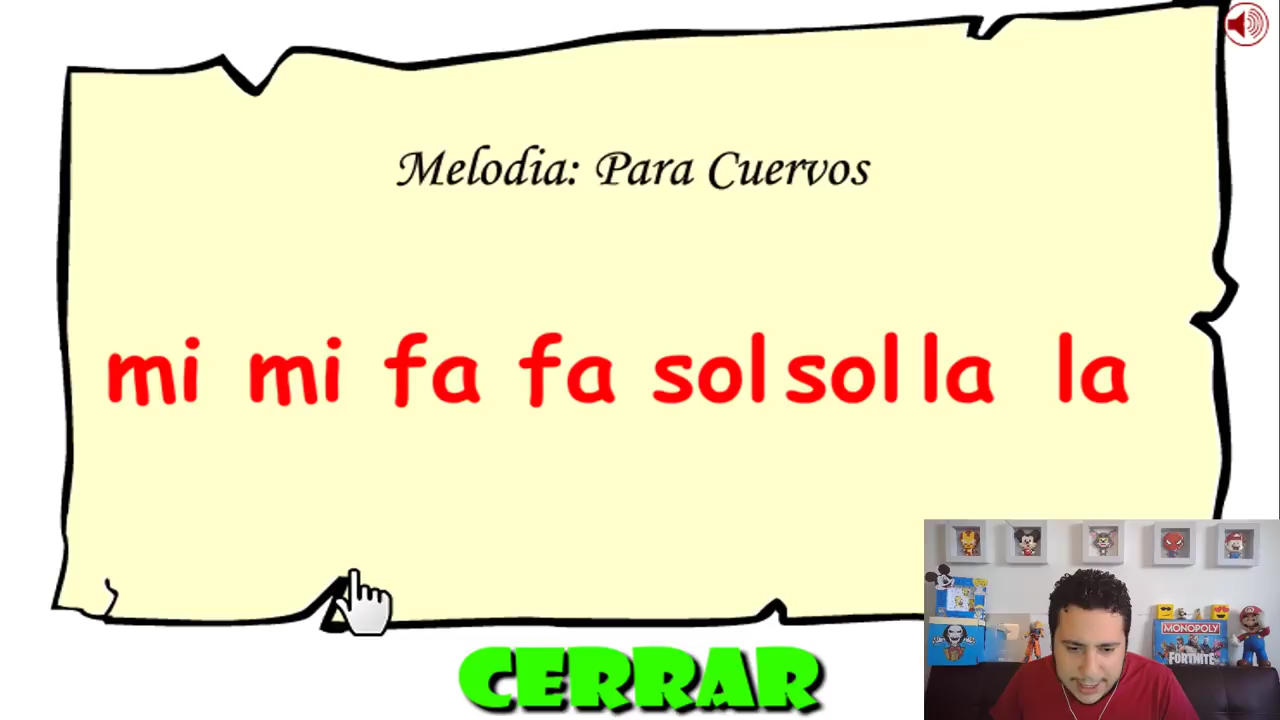 Melodia: Para Cuervos
mi mi fa fa sol sol la la
CERRAR
MONOPOLY
FORTNITE